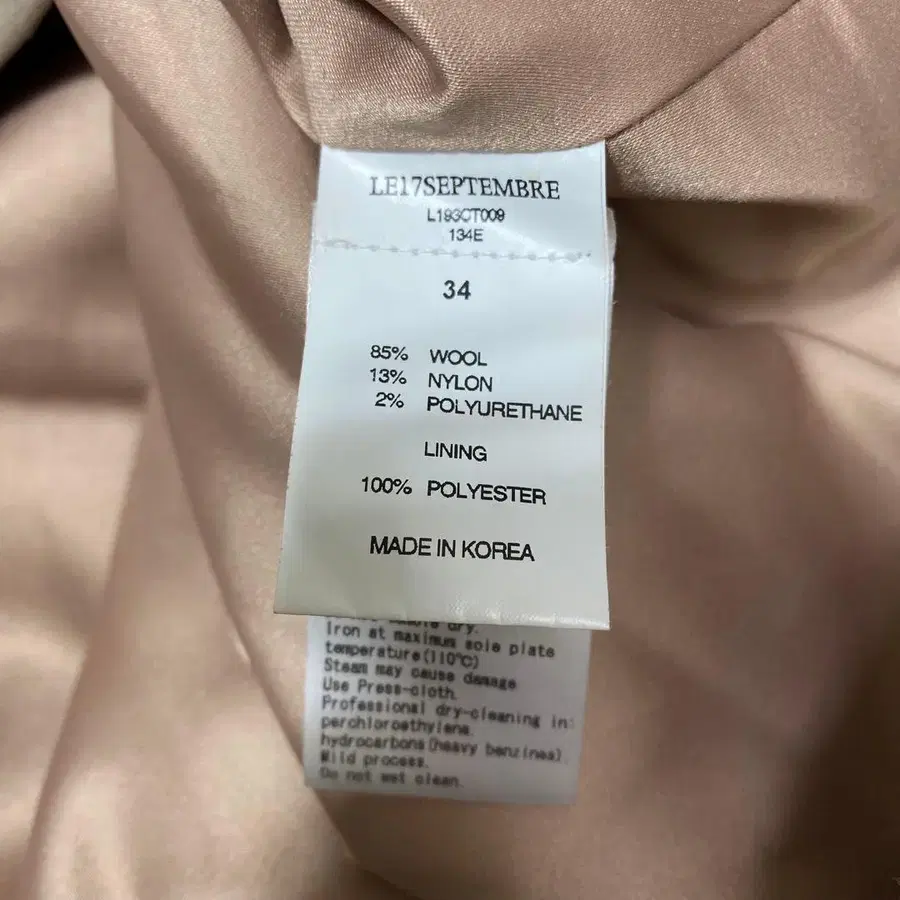 LE17SEPTEMBRE
L193CT009
134E
34
85% WOOL
13% NYLON
2% POLYURETHANE
LINING
100% POLYESTER
MADE IN KOREA
dry.
Iron at maximum sole plate
temperature(110℃)
Steam may cause damage
Use Press-cloth.
Professional dry-cleaning in:
perchloroethylene,
hydrocarbons(heavy benzines).
Mild process.
Do not wet clean.